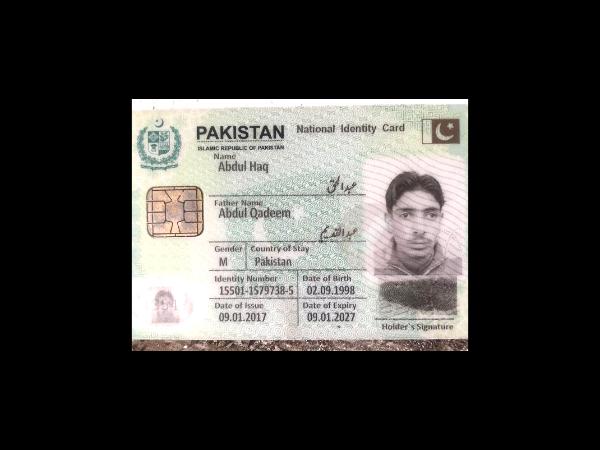 PAKISTAN National Identity Card
ISLAMIC REPUBLIC OF PAKISTAN
Name
Abdul Haq
عبدالحق
Father Name
Abdul Qadeem
عبدالقدیم
Gender Country of Stay
M Pakistan
Identity Number Date of Birth
15501-1579738-5 02.09.1998
Date of Issue Date of Expiry
09.01.2017 09.01.2027
Holder's Signature